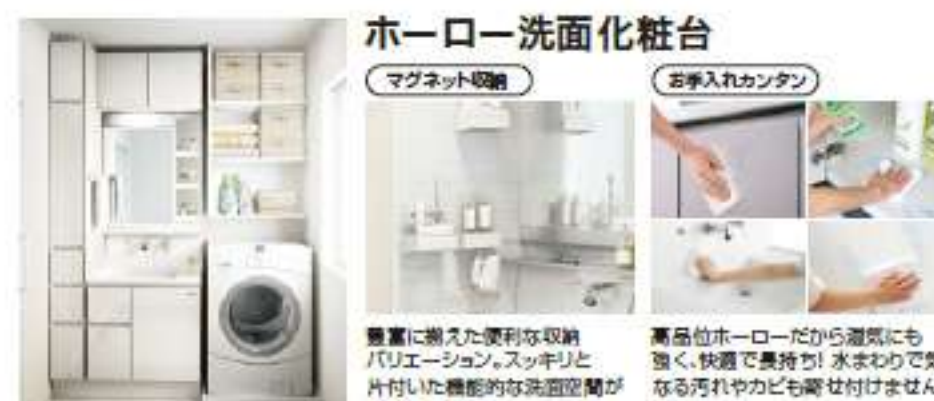 ホーロー洗面化粧台
マグネット収納
お手入れカンタン
豊富に揃えた便利な収納
バリエーション。スッキリと
片付いた機能的な洗面空間が
高品位ホーローだから湿気にも
強く、快適で長持ち! 水まわりで気
なる汚れやカビも寄せ付けません